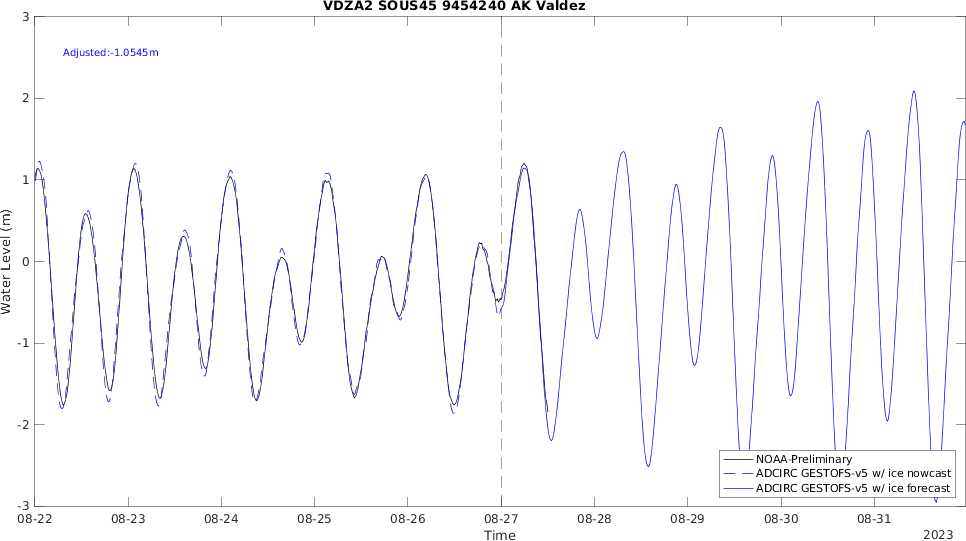 VDZA2 SOUS45 9454240 AK Valdez
Adjusted:-1.0545m
3
2
1
0
-1
-2
-3
Water Level (m)
NOAA-Preliminary
ADCIRC GESTOFS-v5 w/ ice nowcast
ADCIRC GESTOFS-v5 w/ ice forecast
08-22 08-23 08-24 08-25 08-26 08-27 08-28 08-29 08-30 08-31
Time
2023